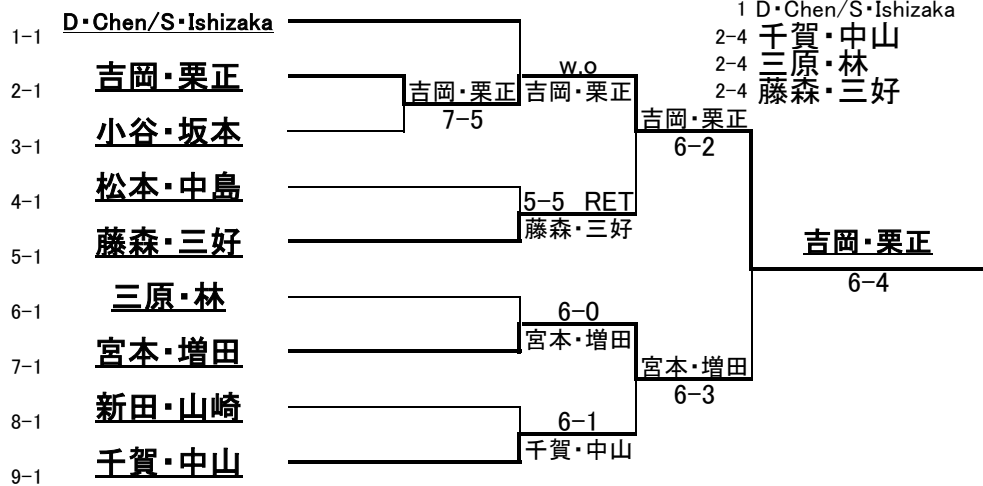 1 D・Chen/S・Ishizaka
2-4 千賀・中山
2-4 三原・林
2-4 藤森・三好
1-1 D・Chen/S・Ishizaka
2-1 吉岡・栗正
3-1 小谷・坂本
4-1 松本・中島
5-1 藤森・三好
6-1 三原・林
7-1 宮本・増田
8-1 新田・山崎
9-1 千賀・中山
吉岡・栗正
7-5
w.o
吉岡・栗正
5-5 RET
藤森・三好
6-0
宮本・増田
6-1
千賀・中山
吉岡・栗正
6-2
宮本・増田
6-3
吉岡・栗正
6-4